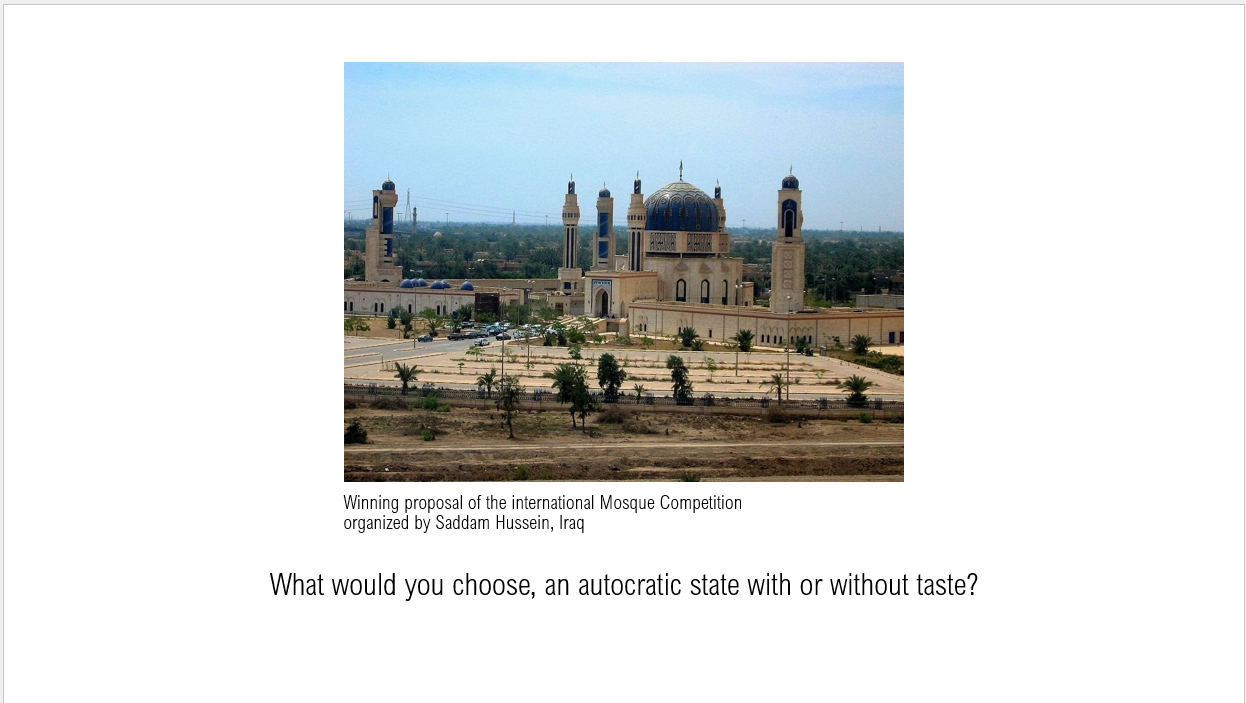 Winning proposal of the international Mosque Competition
organized by Saddam Hussein, Iraq
What would you choose, an autocratic state with or without taste?